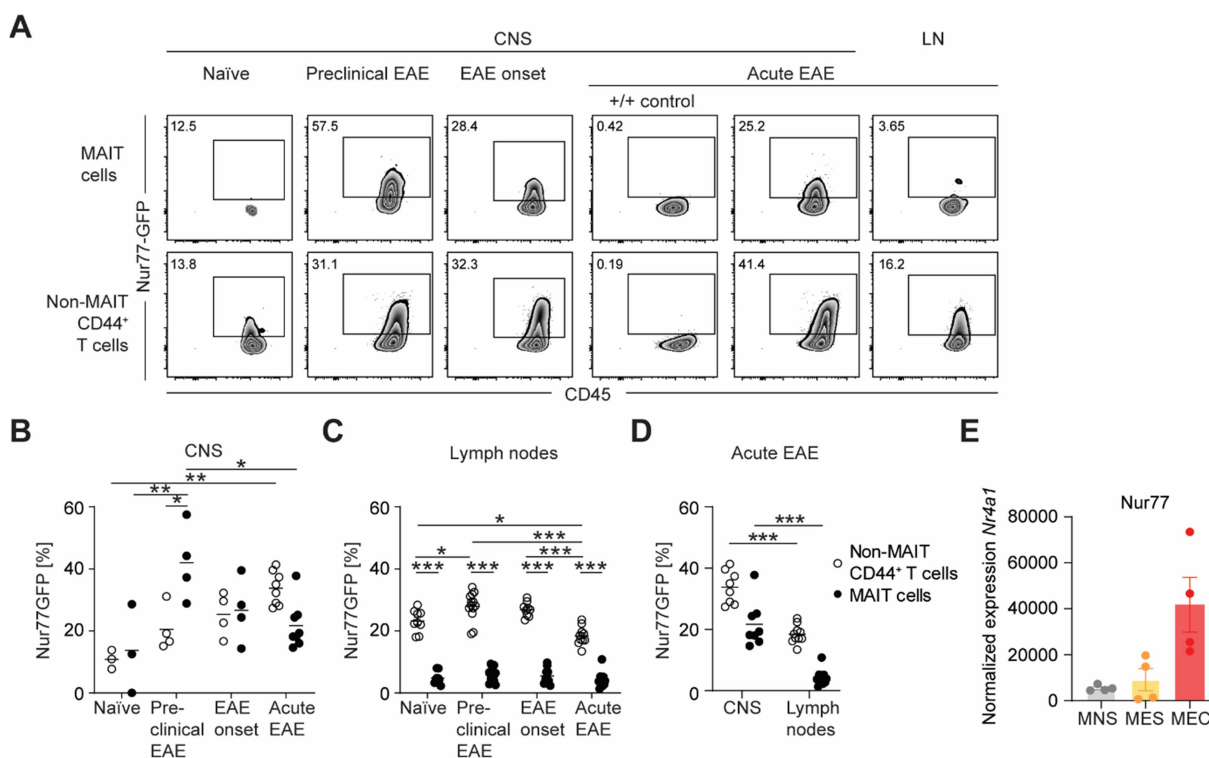 A
CNS
LN
Naïve
Preclinical EAE
EAE onset
Acute EAE
+/+ control
MAIT
cells
12.5
57.5
28.4
0.42
25.2
3.65
Nur77-GFP
Non-MAIT
CD44+
T cells
13.8
31.1
32.3
0.19
41.4
16.2
CD45
B
CNS
Nur77GFP [%]
60
40
20
0
*
**
**
*
Naïve
Pre-
clinical
EAE
EAE
onset
Acute
EAE
C
Lymph nodes
Nur77GFP [%]
60
40
20
0
*
***
* ***
*** *** *** ***
Naïve
Pre-
clinical
EAE
EAE
onset
Acute
EAE
D
Acute EAE
Nur77GFP [%]
60
40
20
0
***
***
CNS
Lymph
nodes
Non-MAIT
CD44+ T cells
MAIT cells
E
Nur77
Normalized expression Nr4a1
80000
60000
40000
20000
0
MNS MES MEC